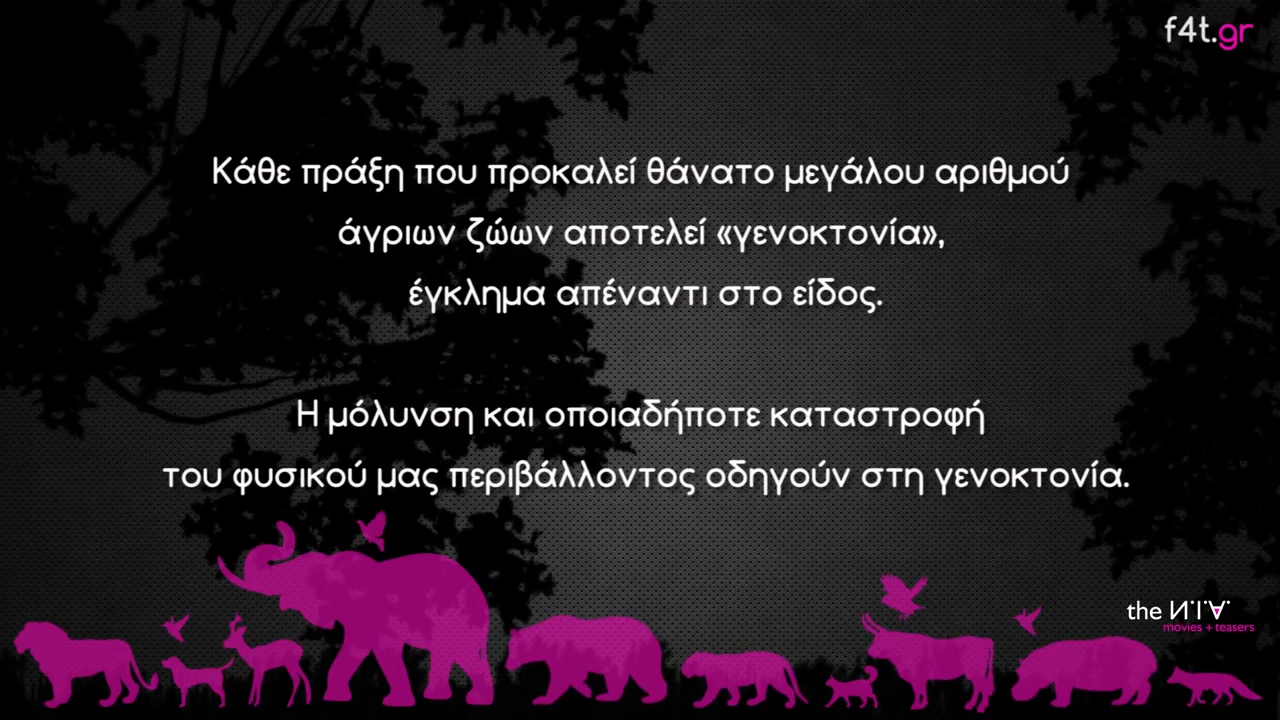 f4t.gr
Κάθε πράξη που προκαλεί θάνατο μεγάλου αριθμού
άγριων ζώων αποτελεί «γενοκτονία»,
έγκλημα απέναντι στο είδος.
Η μόλυνση και οποιαδήποτε καταστροφή
του φυσικού μας περιβάλλοντος οδηγούν στη γενοκτονία.
the
movies + teasers